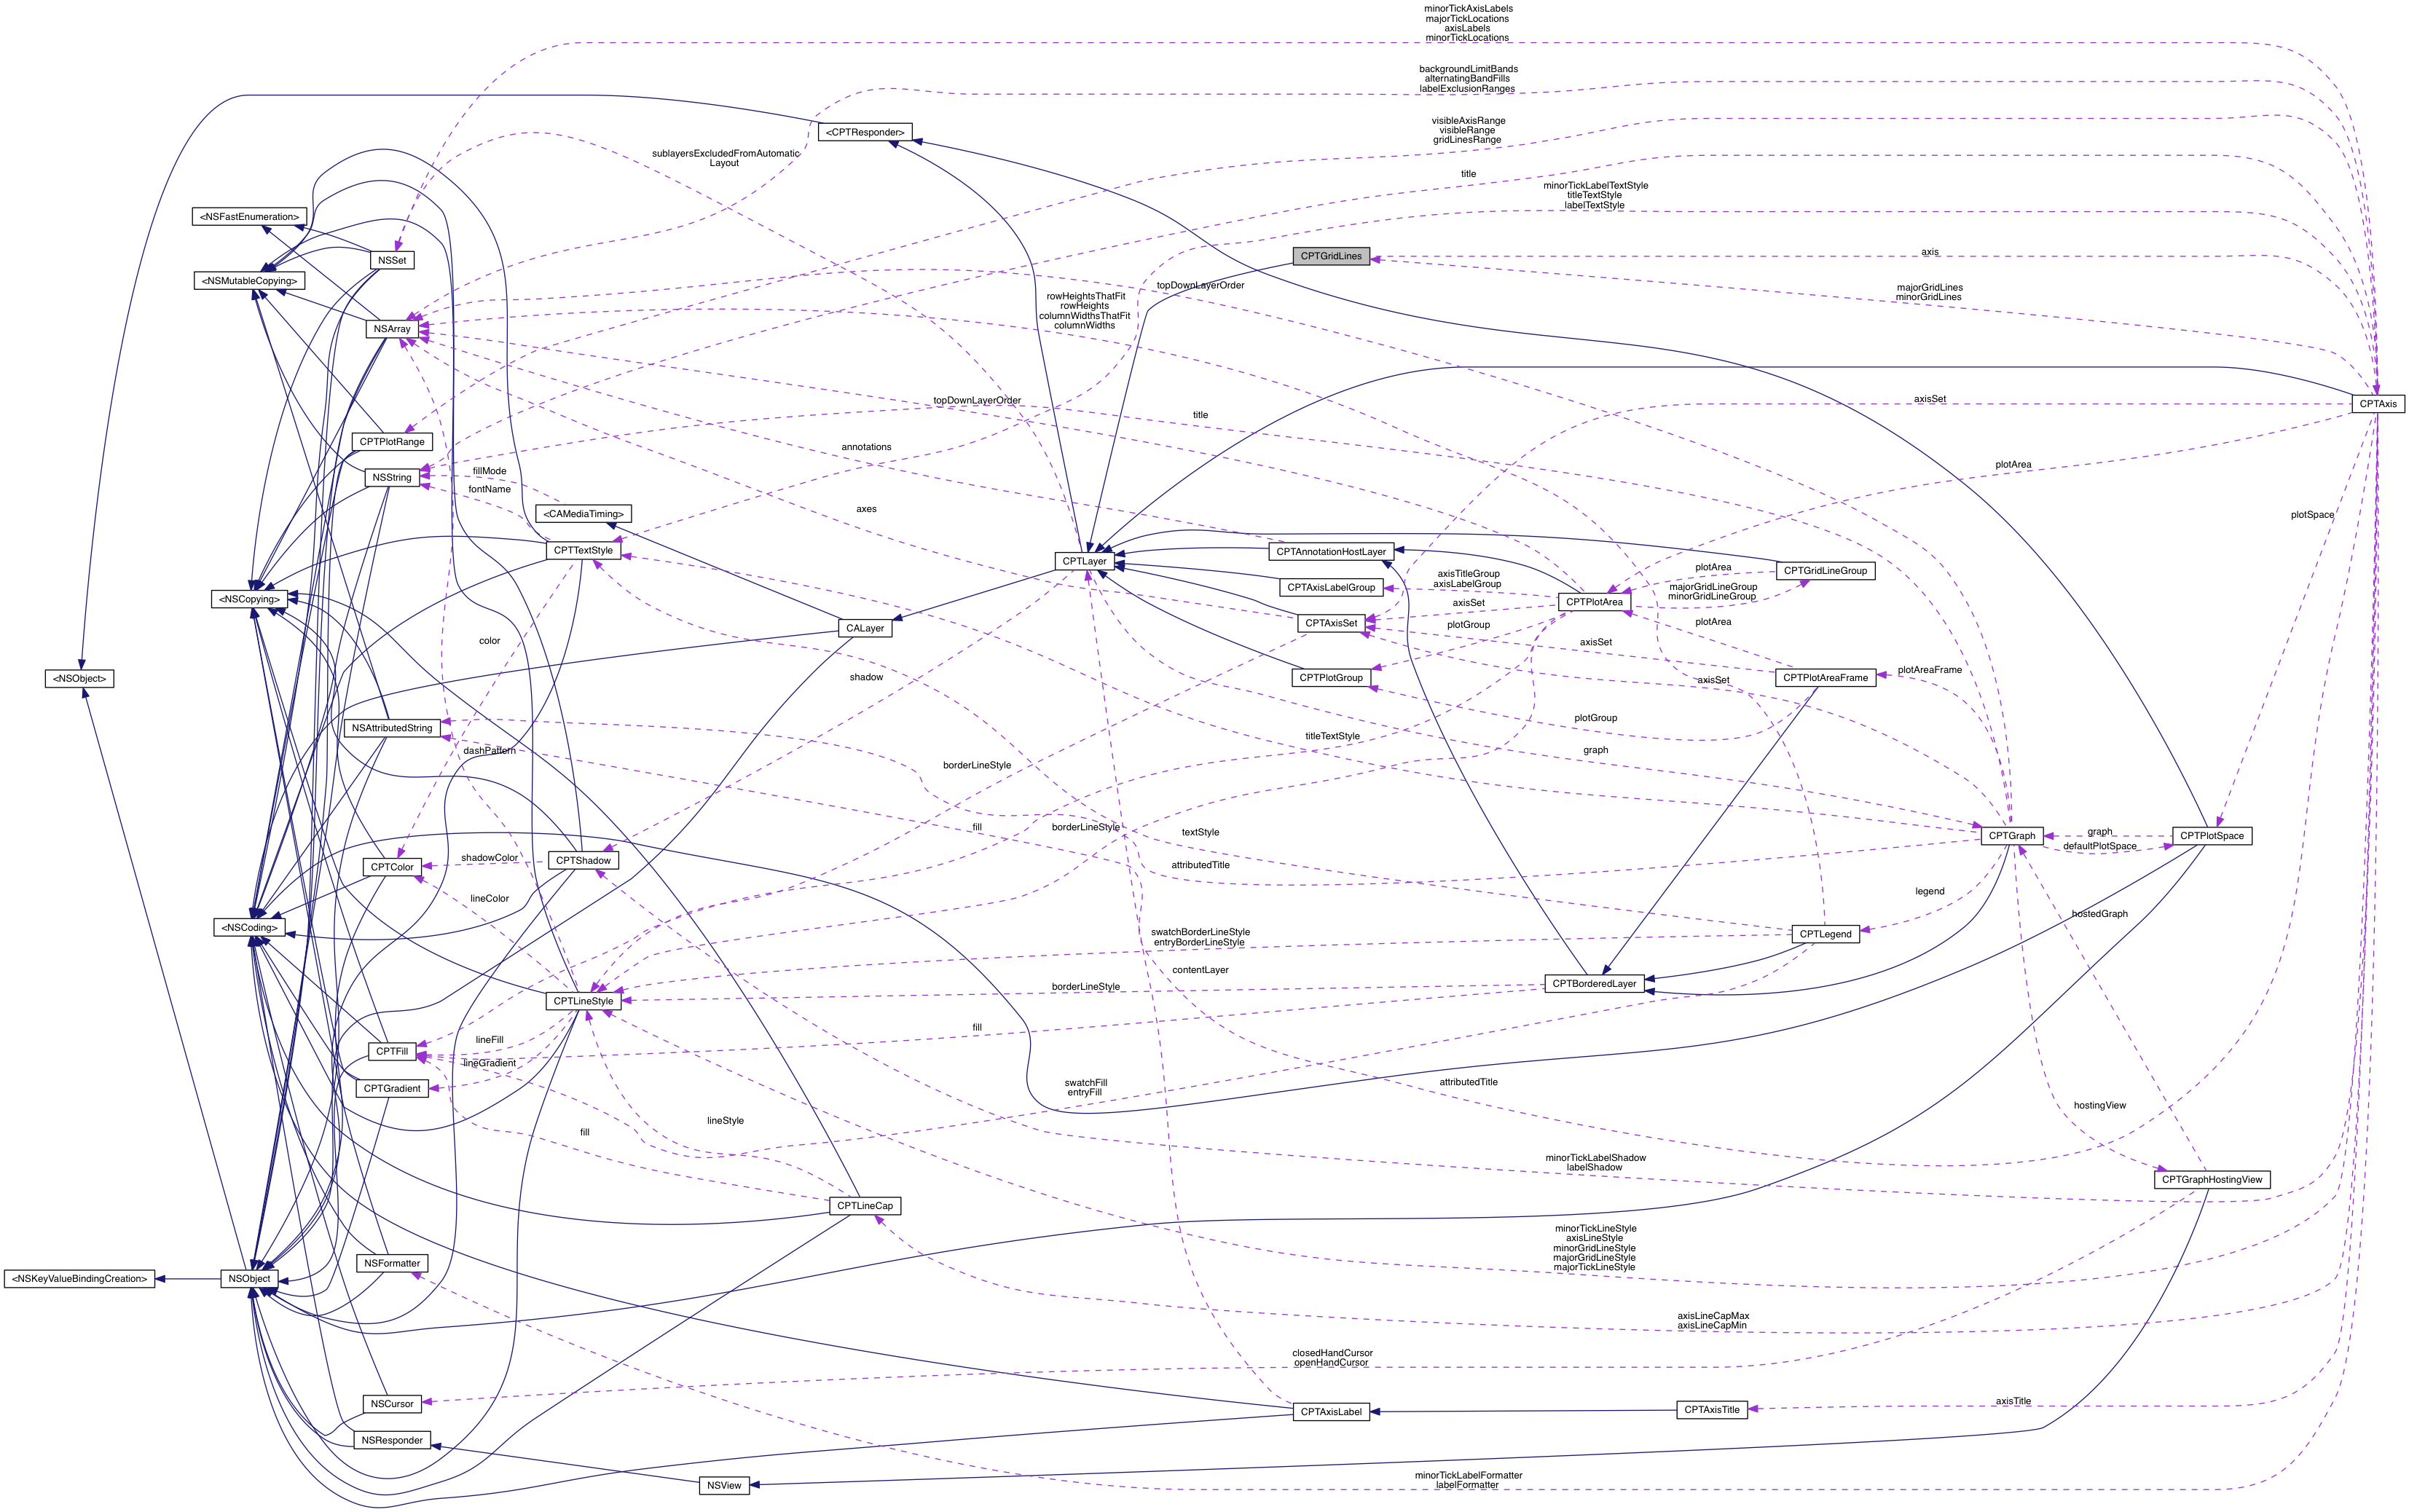 minorTickAxisLabels
majorTickLocations
axisLabels
minorTickLocations
backgroundLimitBands
alternatingBandFills
labelExclusionRanges
visibleAxisRange
visibleRange
gridLinesRange
<CPTResponder>
sublayersExcludedFromAutomatic
Layout
title
minorTickLabelTextStyle
titleTextStyle
labelTextStyle
<NSFastEnumeration>
NSSet
CPTGridLines
axis
<NSMutableCopying>
topDownLayerOrder
majorGridLines
minorGridLines
rowHeightsThatFit
rowHeights
columnWidthsThatFit
columnWidths
NSArray
topDownLayerOrder
title
axisSet
CPTAxis
CPTPlotRange
annotations
NSString
fillMode
fontName
plotArea
<CAMediaTiming>
axes
plotSpace
CPTTextStyle
CPTLayer
CPTAnnotationHostLayer
plotArea
CPTGridLineGroup
axisTitleGroup
axisLabelGroup
CPTAxisLabelGroup
majorGridLineGroup
minorGridLineGroup
<NSCopying>
CPTPlotArea
axisSet
CPTAxisSet
plotGroup
plotArea
CALayer
color
axisSet
<NSObject>
shadow
CPTPlotGroup
CPTPlotAreaFrame
plotAreaFrame
axisSet
plotGroup
NSAttributedString
titleTextStyle
dashPattern
graph
borderLineStyle
fill
borderLineStyle
textStyle
CPTGraph
graph
defaultPlotSpace
CPTPlotSpace
shadowColor
CPTShadow
CPTColor
attributedTitle
lineColor
legend
hostedGraph
<NSCoding>
swatchBorderLineStyle
entryBorderLineStyle
CPTLegend
contentLayer
CPTLineStyle
borderLineStyle
CPTBorderedLayer
fill
lineFill
CPTFill
lineGradient
CPTGradient
swatchFill
entryFill
attributedTitle
hostingView
fill
lineStyle
minorTickLabelShadow
labelShadow
CPTGraphHostingView
CPTLineCap
minorTickLineStyle
axisLineStyle
minorGridLineStyle
majorGridLineStyle
majorTickLineStyle
NSFormatter
<NSKeyValueBindingCreation>
NSObject
axisLineCapMax
axisLineCapMin
closedHandCursor
openHandCursor
NSCursor
CPTAxisLabel
CPTAxisTitle
axisTitle
NSResponder
NSView
minorTickLabelFormatter
labelFormatter